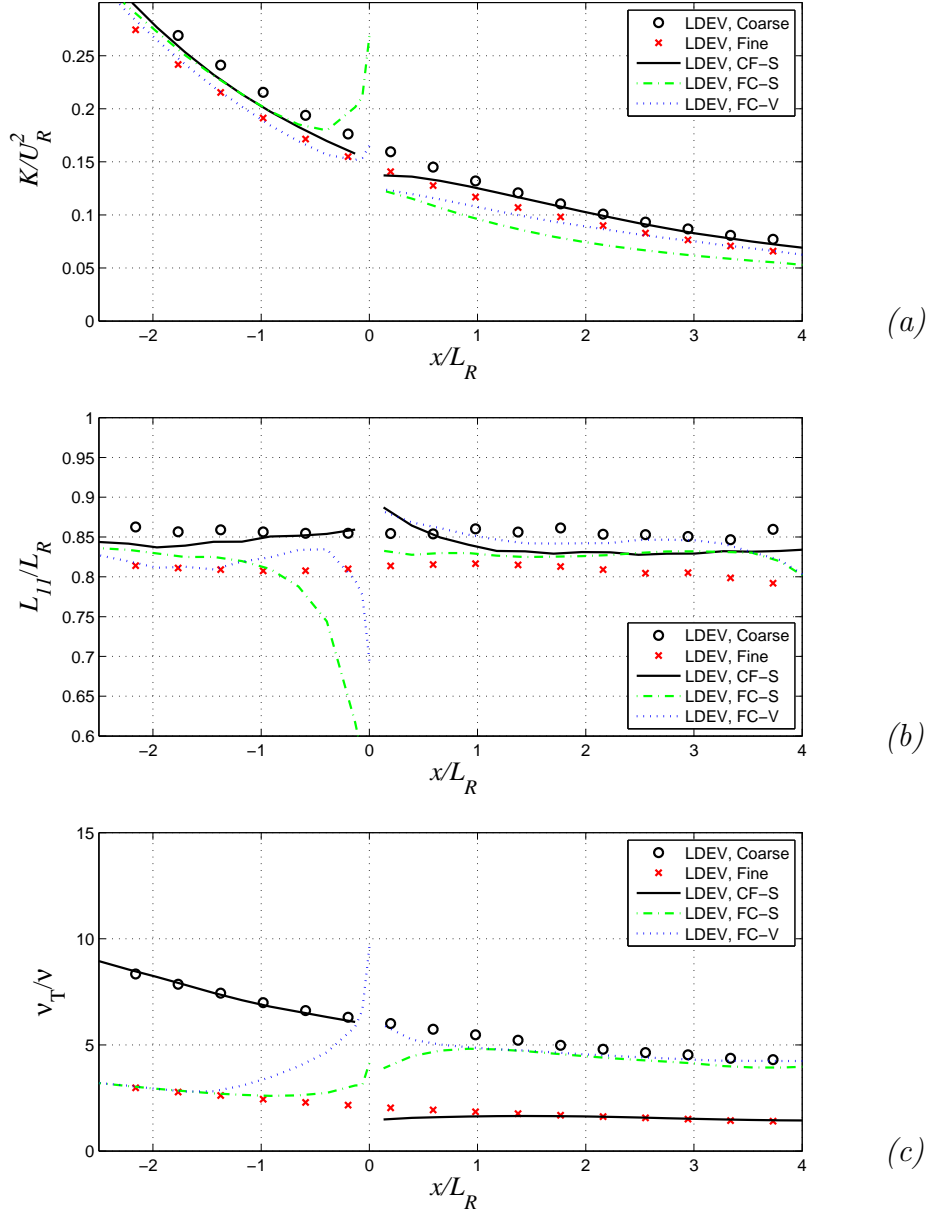 0.25
0.2
0.15
0.1
0.05
0
K/U_R^2
−2
−1
0
1
2
3
4
x/L_R
LDEV, Coarse
LDEV, Fine
LDEV, CF−S
LDEV, FC−S
LDEV, FC−V
(a)
1
0.95
0.9
0.85
0.8
0.75
0.7
0.65
0.6
L_11/L_R
−2
−1
0
1
2
3
4
x/L_R
LDEV, Coarse
LDEV, Fine
LDEV, CF−S
LDEV, FC−S
LDEV, FC−V
(b)
15
10
5
0
ν_T/ν
−2
−1
0
1
2
3
4
x/L_R
LDEV, Coarse
LDEV, Fine
LDEV, CF−S
LDEV, FC−S
LDEV, FC−V
(c)